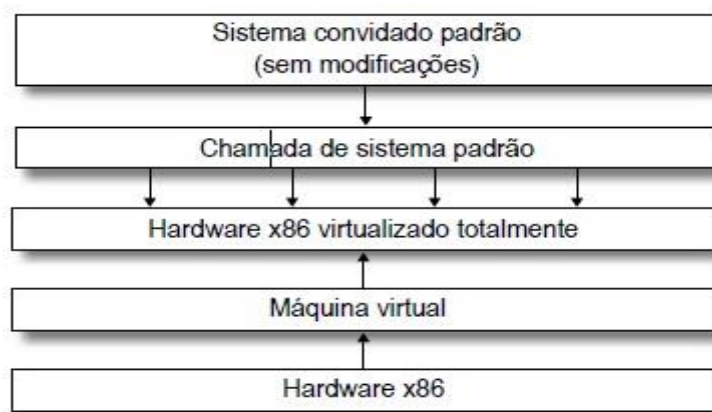 Sistema convidado padrão
(sem modificações)
Chamada de sistema padrão
Hardware x86 virtualizado totalmente
Máquina virtual
Hardware x86